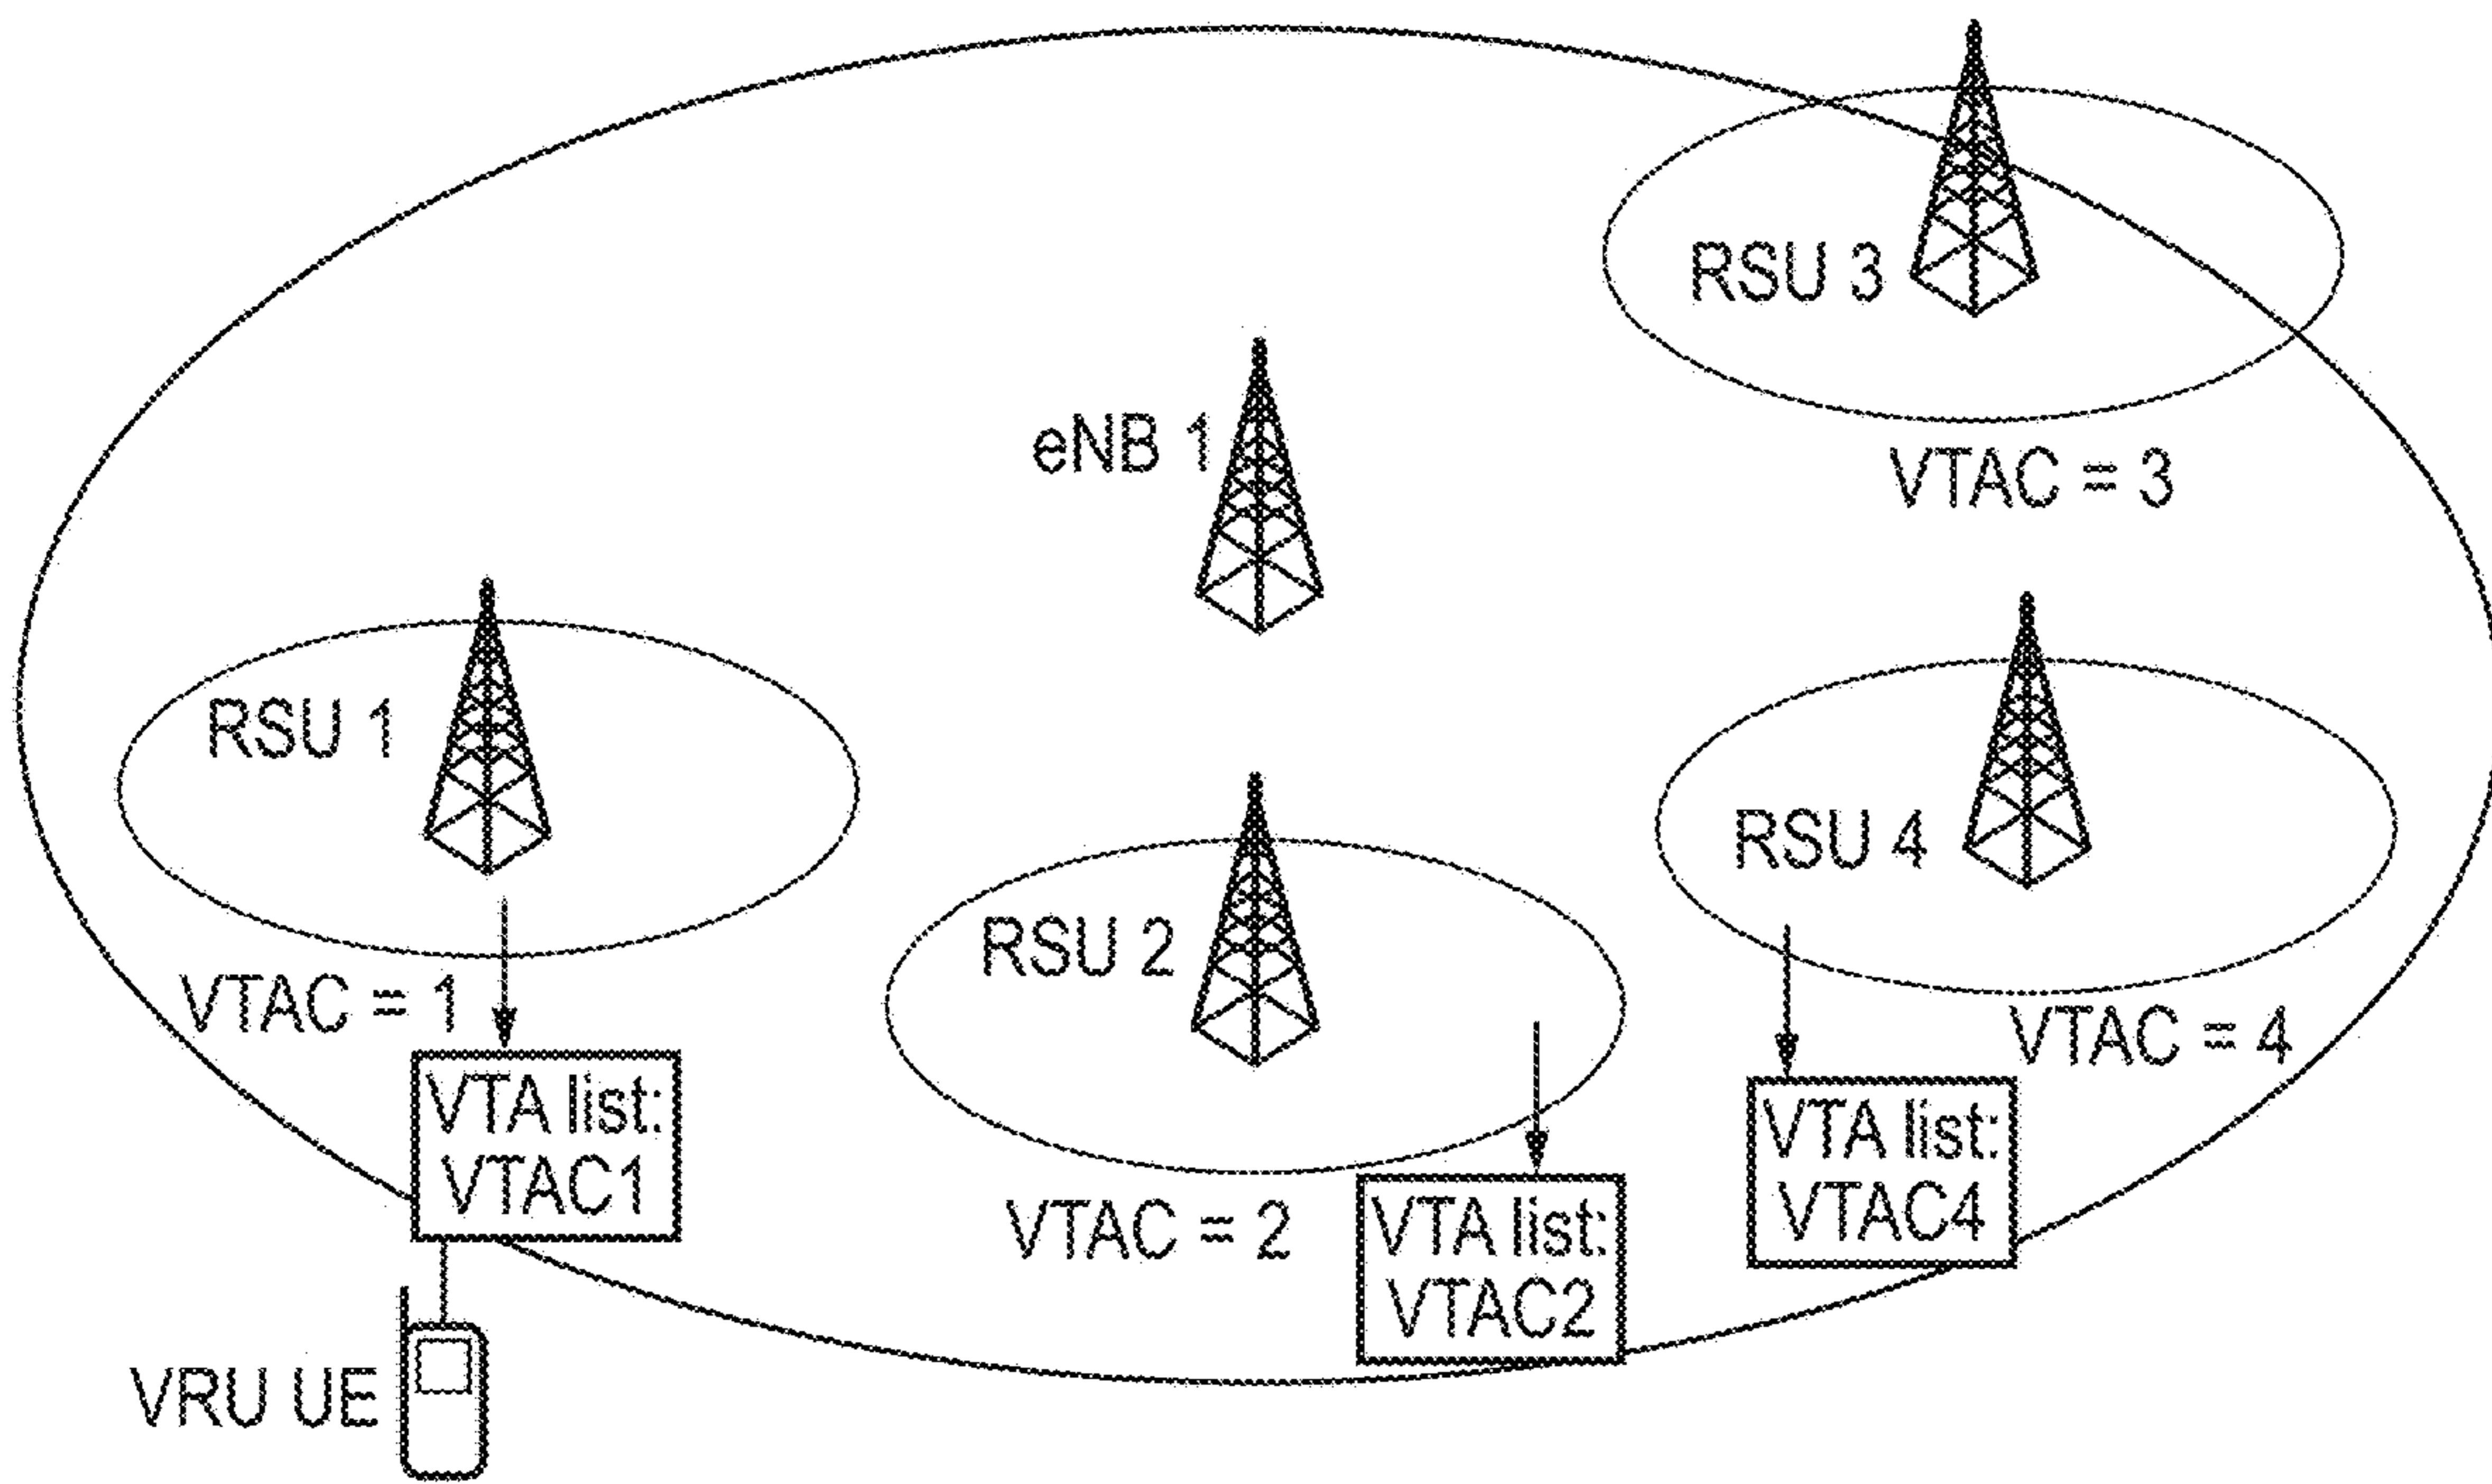 RSU 3
eNB 1
VTAC = 3
RSU 1
RSU 4
RSU 2
VTAC = 1
VTAC = 4
VTA list:
VTAC1
VTA list:
VTAC4
VTAC = 2
VTA list:
VTAC2
VRU UE